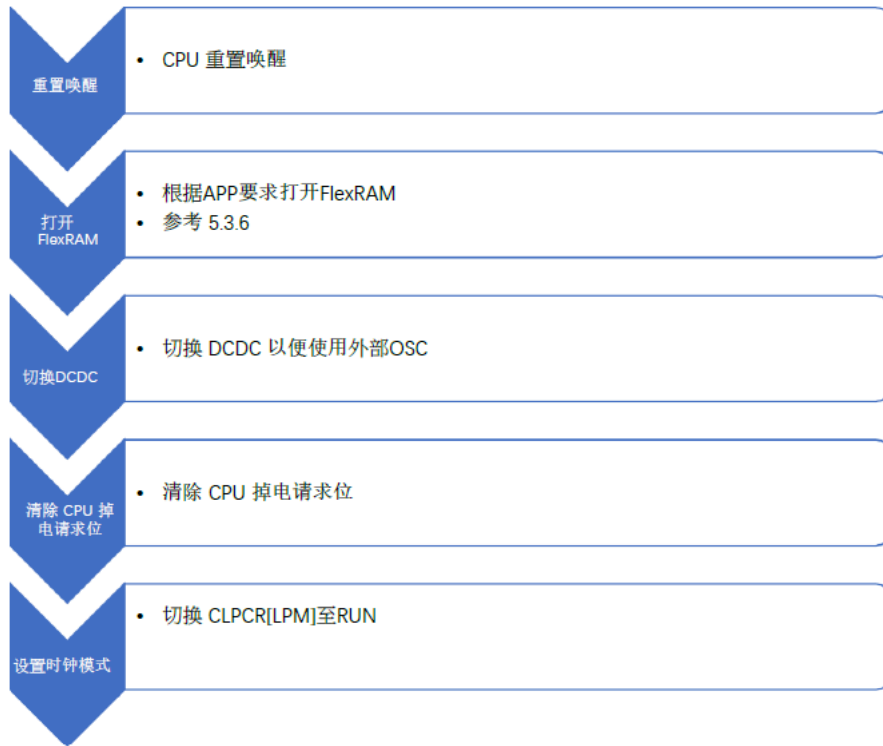 重置唤醒
• CPU 重置唤醒
打开
FlexRAM
• 根据APP要求打开FlexRAM
• 参考 5.3.6
切换DCDC
• 切换 DCDC 以便使用外部OSC
清除 CPU 掉
电请求位
• 清除 CPU 掉电请求位
设置时钟模式
• 切换 CLPCR[LPM]至RUN